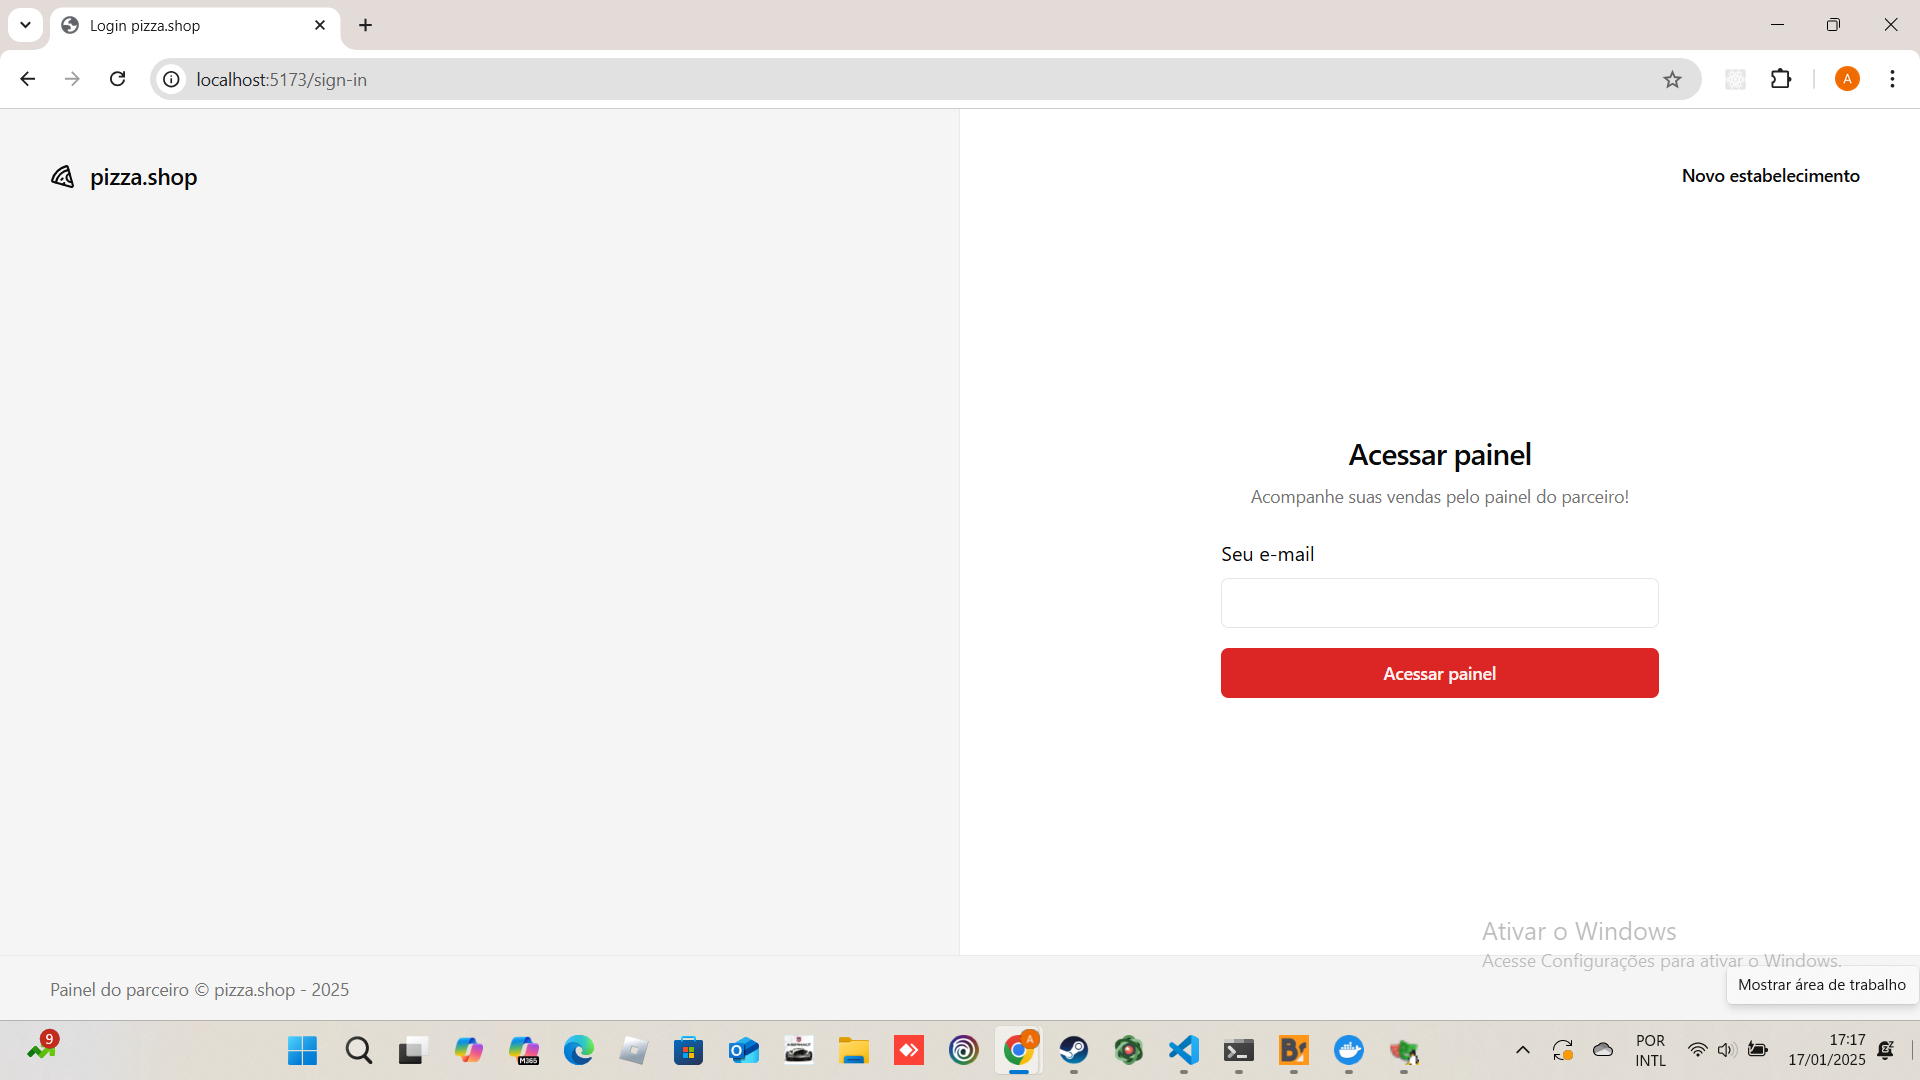 Login pizza.shop
localhost:5173/sign-in
A
pizza.shop
Novo estabelecimento
Acessar painel
Acompanhe suas vendas pelo painel do parceiro!
Seu e-mail
Acessar painel
Ativar o Windows
Acesse Configurações para ativar o Windows.
Mostrar área de trabalho
Painel do parceiro © pizza.shop - 2025
9
M365
A
POR
INTL
17:17
17/01/2025